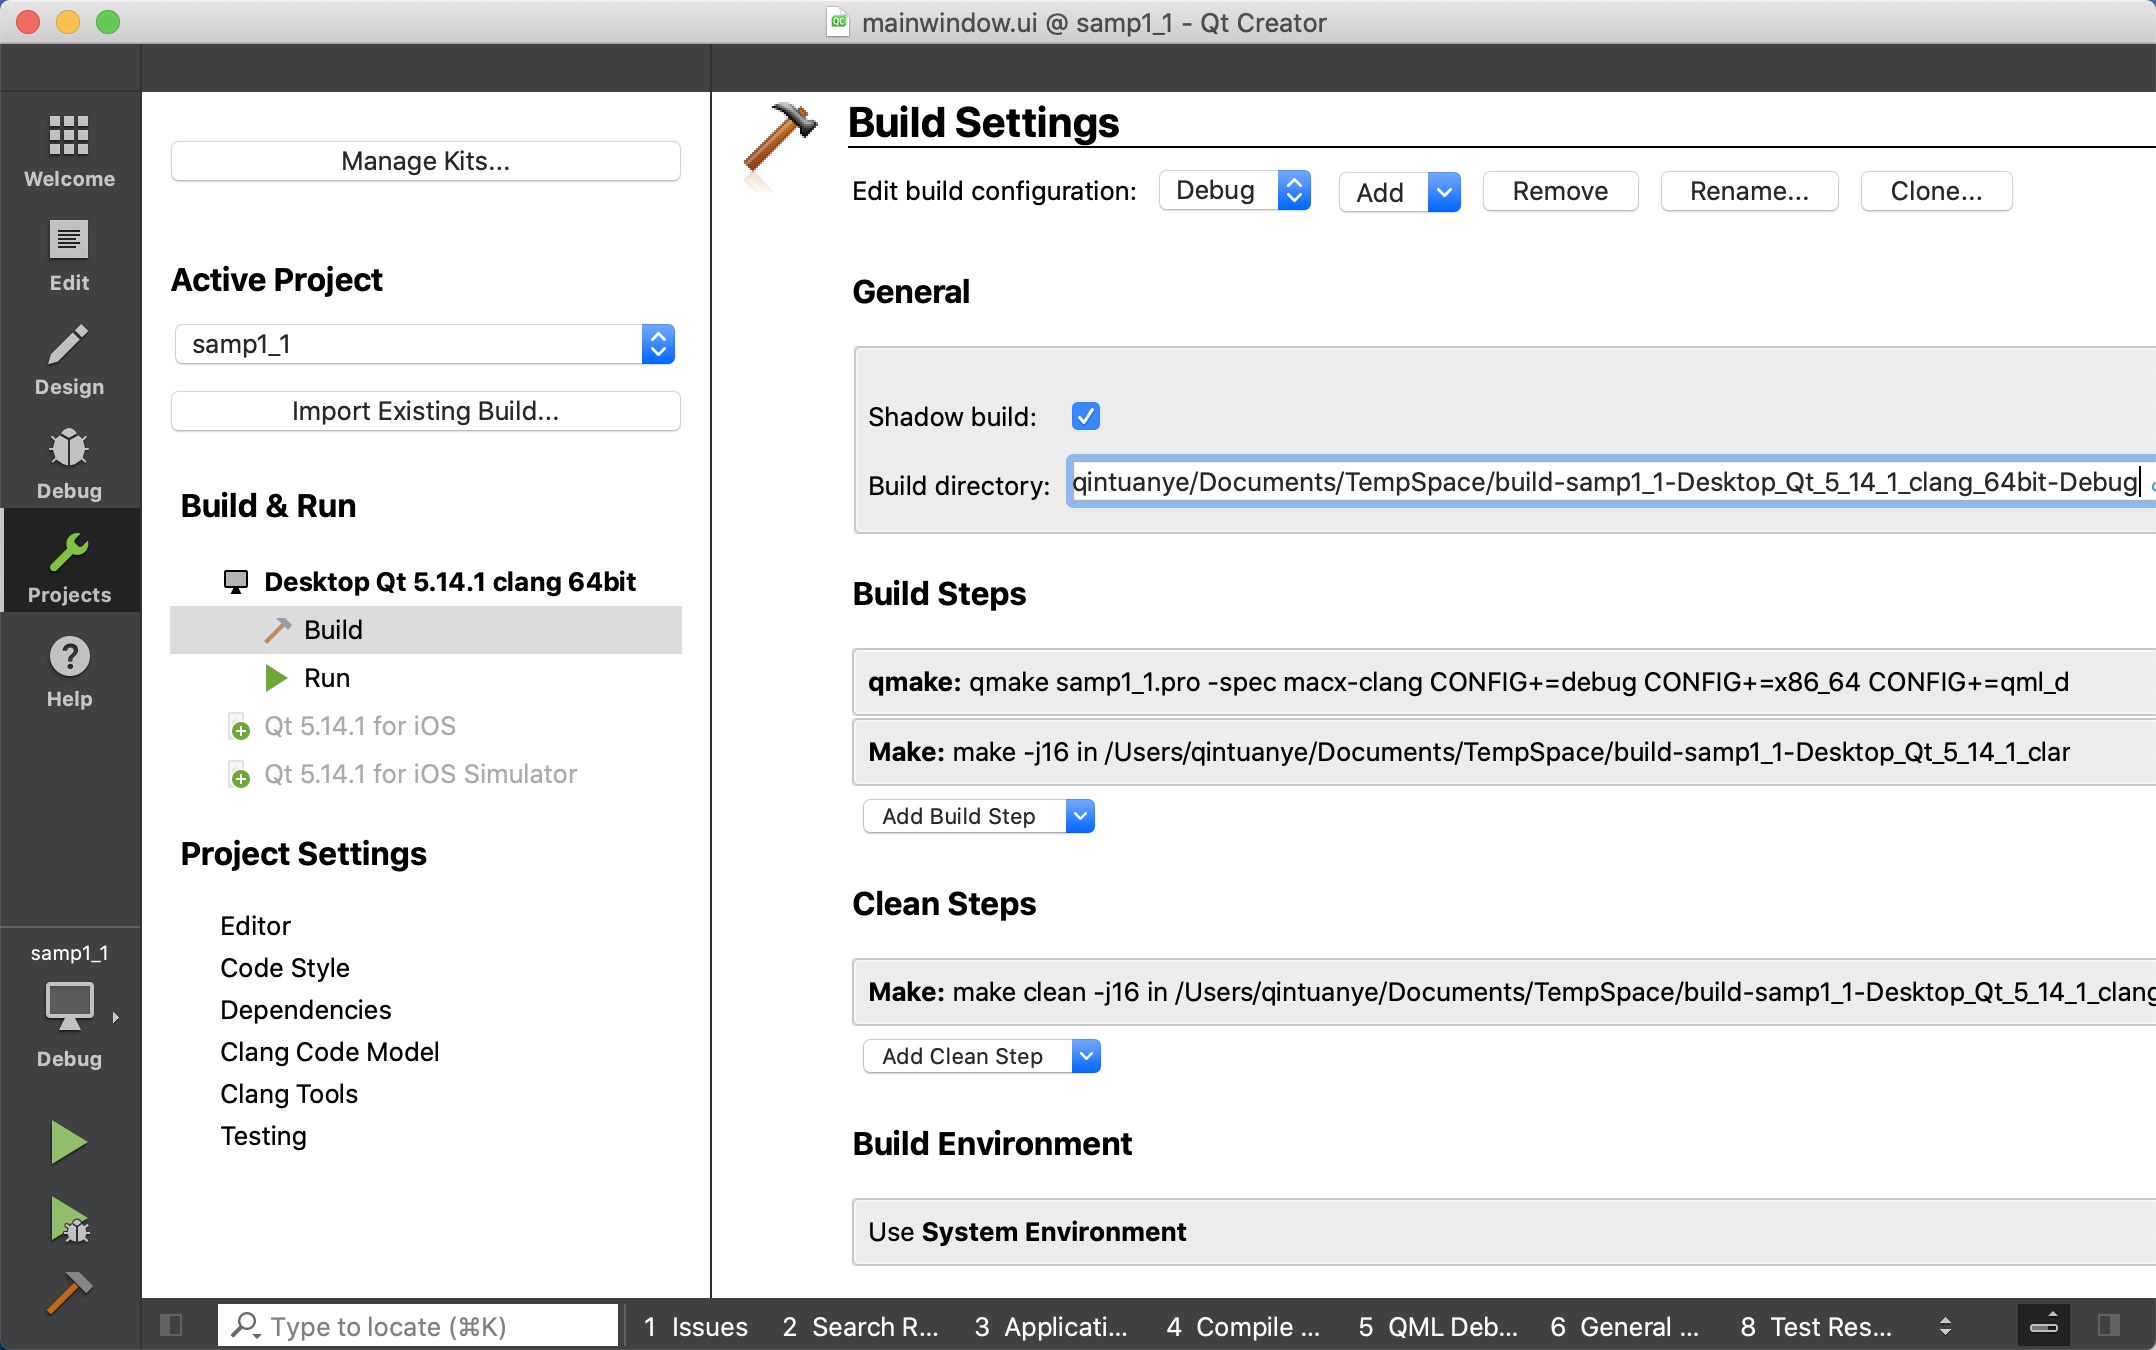 mainwindow.ui @ samp1_1 - Qt Creator
Welcome
Edit
Design
Debug
Projects
Help
samp1_1
Debug
Manage Kits...
Active Project
samp1_1
Import Existing Build...
Build & Run
Desktop Qt 5.14.1 clang 64bit
Build
Run
Qt 5.14.1 for iOS
Qt 5.14.1 for iOS Simulator
Project Settings
Editor
Code Style
Dependencies
Clang Code Model
Clang Tools
Testing
Build Settings
Edit build configuration: Debug Add Remove Rename... Clone...
General
Shadow build:
Build directory: qintuanye/Documents/TempSpace/build-samp1_1-Desktop_Qt_5_14_1_clang_64bit-Debug
Build Steps
qmake: qmake samp1_1.pro -spec macx-clang CONFIG+=debug CONFIG+=x86_64 CONFIG+=qml_d
Make: make -j16 in /Users/qintuanye/Documents/TempSpace/build-samp1_1-Desktop_Qt_5_14_1_clar
Add Build Step
Clean Steps
Make: make clean -j16 in /Users/qintuanye/Documents/TempSpace/build-samp1_1-Desktop_Qt_5_14_1_clang
Add Clean Step
Build Environment
Use System Environment
Type to locate (⌘K) 1 Issues 2 Search R... 3 Applicati... 4 Compile ... 5 QML Deb... 6 General ... 8 Test Res...